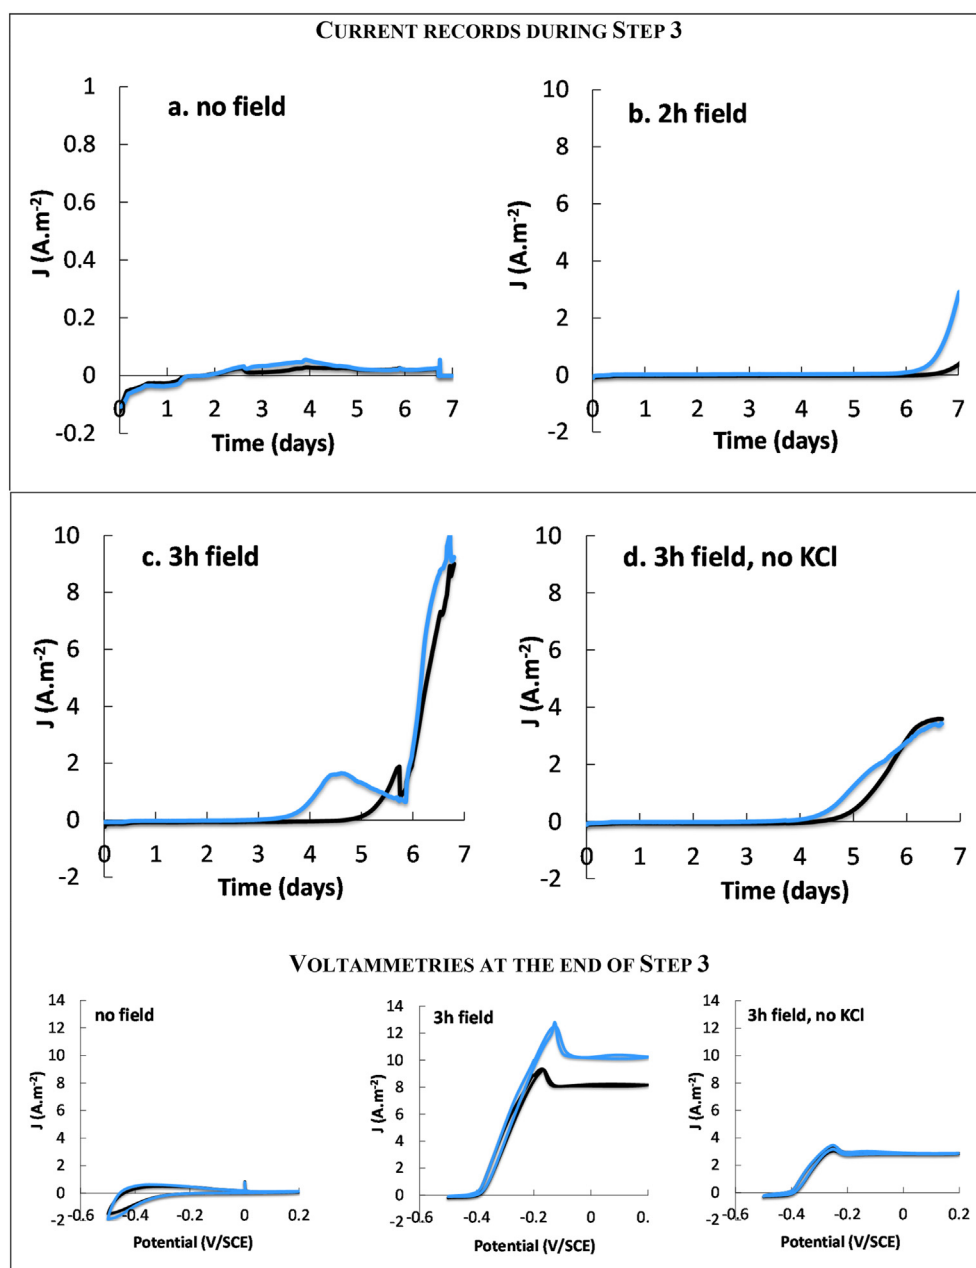 CURRENT RECORDS DURING STEP 3
a. no field
J (A.m-2)
1
0.8
0.6
0.4
0.2
0
-0.2
0 1 2 3 4 5 6 7
Time (days)
b. 2h field
J (A.m-2)
10
8
6
4
2
0
-2
0 1 2 3 4 5 6 7
Time (days)
c. 3h field
J (A.m-2)
10
8
6
4
2
0
-2
0 1 2 3 4 5 6 7
Time (days)
d. 3h field, no KCl
J (A.m-2)
10
8
6
4
2
0
-2
0 1 2 3 4 5 6 7
Time (days)
VOLTAMMETRIES AT THE END OF STEP 3
no field
J (A.m-2)
14
12
10
8
6
4
2
0
-2
-0.6 -0.4 -0.2 0 0.2
Potential (V/SCE)
3h field
J (A.m-2)
14
12
10
8
6
4
2
0
-2
-0.6 -0.4 -0.2 0 0.
Potential (V/SCE)
3h field, no KCl
J (A.m-2)
14
12
10
8
6
4
2
0
-2
-0.6 -0.4 -0.2 0 0.2
Potential (V/SCE)